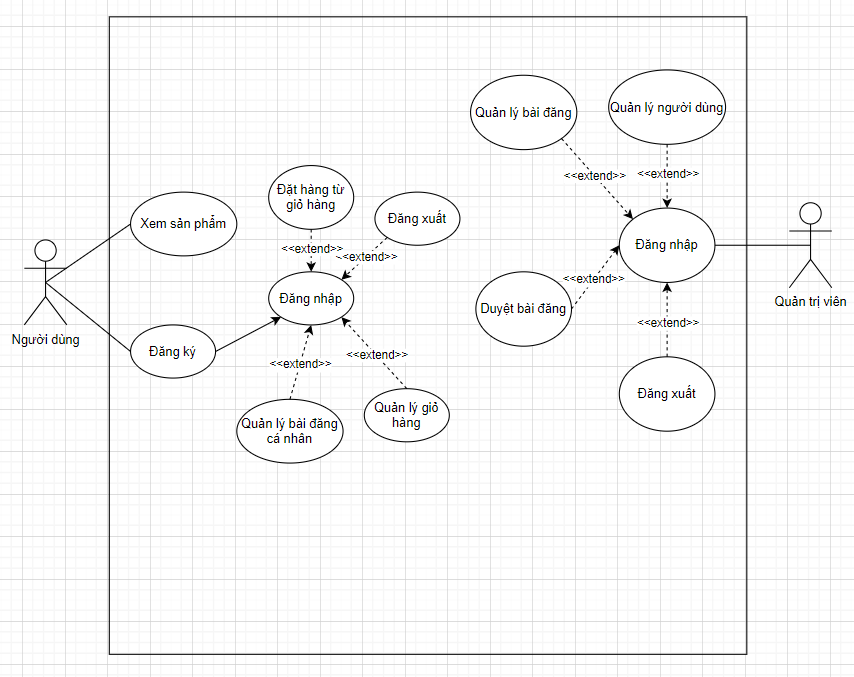 Quản lý bài đăng
Quản lý người dùng
<<extend>>
<<extend>>
Đặt hàng từ
giỏ hàng
Xem sản phẩm
Đăng xuất
<<extend>>
<<extend>>
Đăng nhập
Đăng nhập
<<extend>>
Duyệt bài đăng
<<extend>>
Người dùng
Quản trị viên
Đăng ký
<<extend>>
<<extend>>
Đăng xuất
Quản lý bài đăng
cá nhân
Quản lý giỏ
hàng